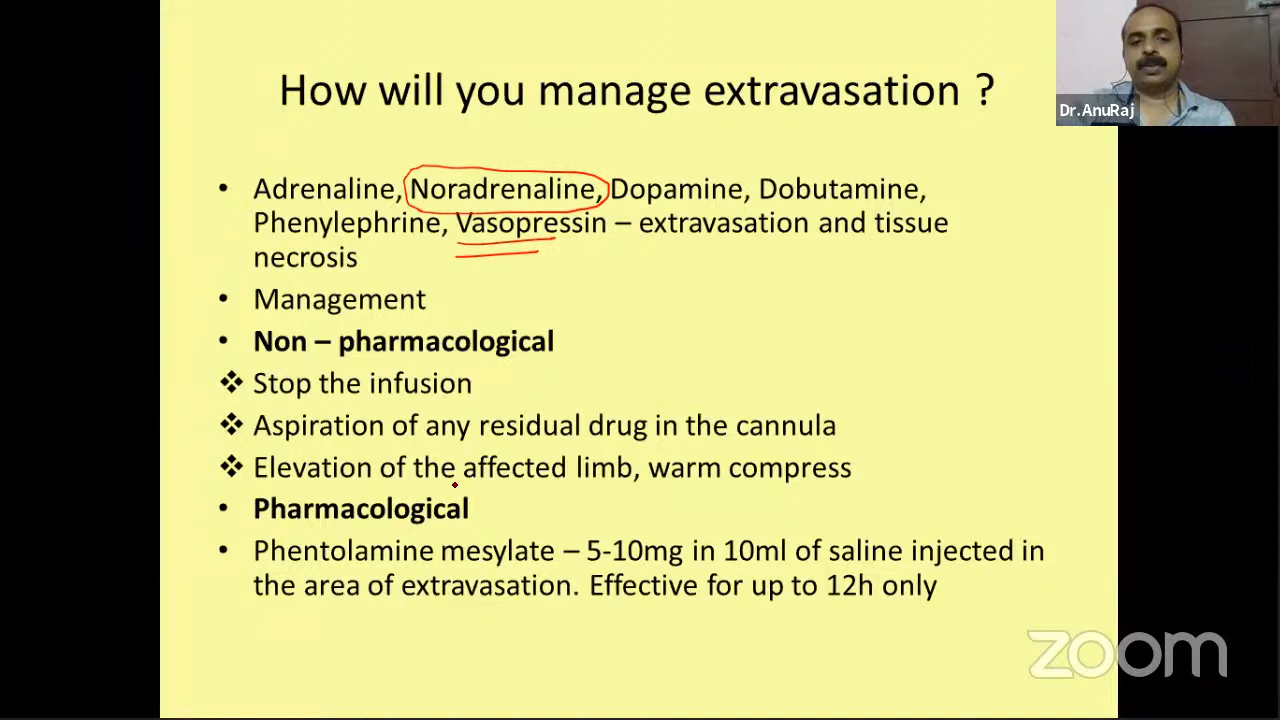 How will you manage extravasation ?
Dr.AnuRaj
• Adrenaline, Noradrenaline, Dopamine, Dobutamine,
Phenylephrine, Vasopressin – extravasation and tissue
necrosis
• Management
• Non – pharmacological
❖ Stop the infusion
❖ Aspiration of any residual drug in the cannula
❖ Elevation of the affected limb, warm compress
• Pharmacological
• Phentolamine mesylate – 5-10mg in 10ml of saline injected in
the area of extravasation. Effective for up to 12h only
zoom